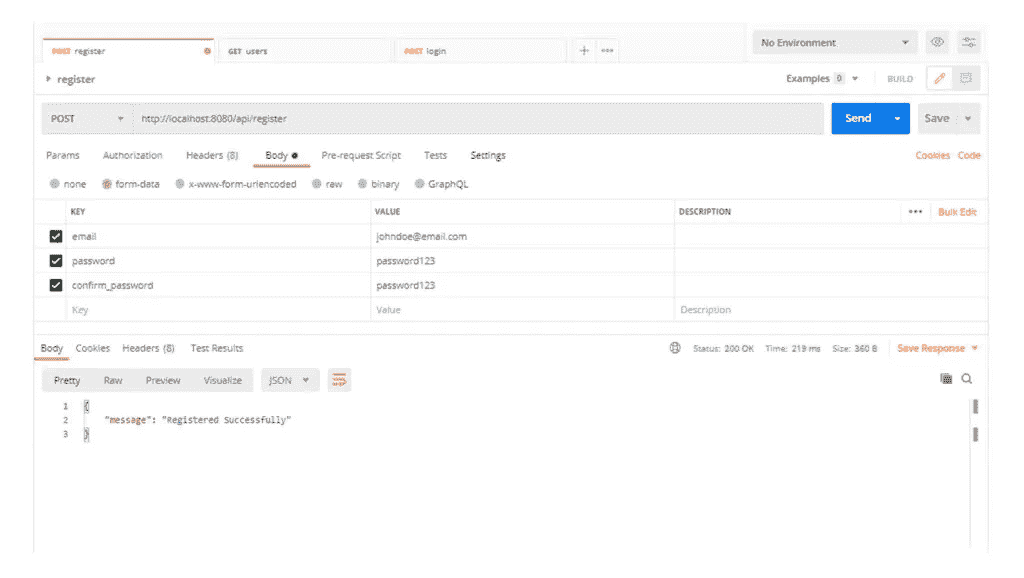 POST register GET users POST login No Environment
register Examples 0 BUILD
POST http://localhost:8080/api/register Send Save
Params Authorization Headers (8) Body Pre-request Script Tests Settings Cookies Code
none form-data x-www-form-urlencoded raw binary GraphQL
KEY VALUE DESCRIPTION Bulk Edit
email johndoe@email.com
password password123
confirm_password password123
Key Value Description
Body Cookies Headers (8) Test Results Status: 200 OK Time: 219 ms Size: 360 B Save Response
Pretty Raw Preview Visualize JSON
1 {
2 "message": "Registered Successfully"
3 }